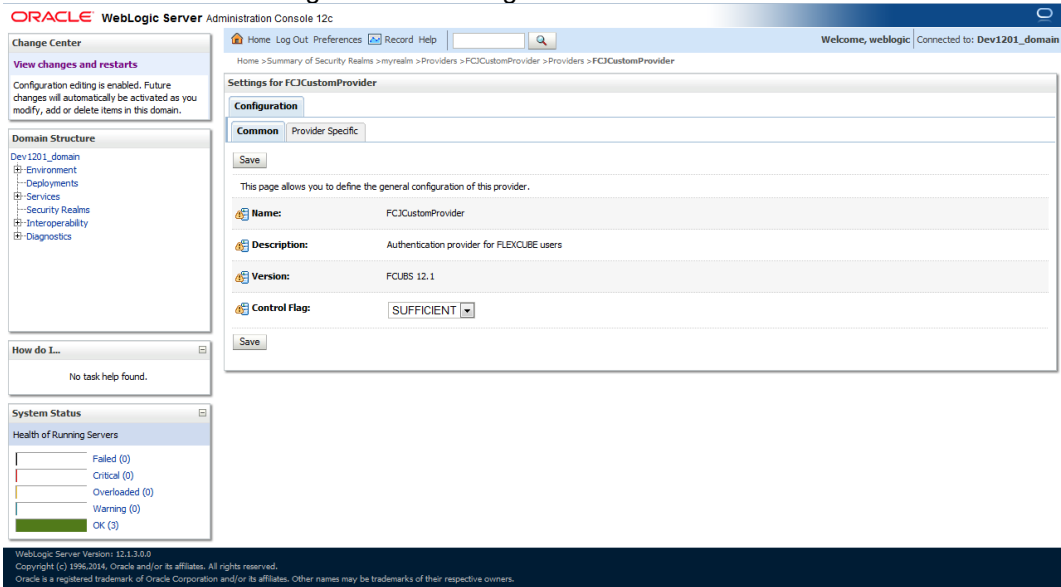 ORACLE WebLogic Server Administration Console 12c
Change Center
View changes and restarts
Configuration editing is enabled. Future
changes will automatically be activated as you
modify, add or delete items in this domain.
Domain Structure
Dev1201_domain
Environment
Deployments
Services
Security Realms
Interoperability
Diagnostics
How do I...
No task help found.
System Status
Health of Running Servers
Failed (0)
Critical (0)
Overloaded (0)
Warning (0)
OK (3)
Home Log Out Preferences Record Help
Welcome, weblogic Connected to: Dev1201_domain
Home >Summary of Security Realms >myrealm >Providers >FCJCustomProvider >Providers >FCJCustomProvider
Settings for FCJCustomProvider
Configuration
Common Provider Specific
Save
This page allows you to define the general configuration of this provider.
Name: FCJCustomProvider
Description: Authentication provider for FLEXCUBE users
Version: FCUBS 12.1
Control Flag: SUFFICIENT
Save
WebLogic Server Version: 12.1.3.0.0
Copyright (c) 1996,2014, Oracle and/or its affiliates. All rights reserved.
Oracle is a registered trademark of Oracle Corporation and/or its affiliates. Other names may be trademarks of their respective owners.